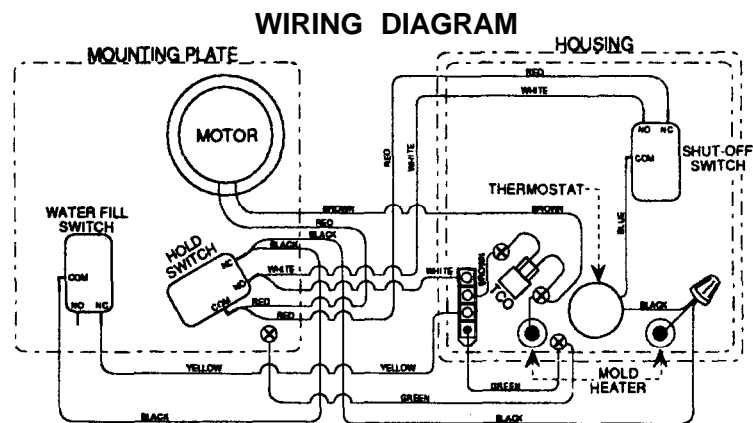 WIRING DIAGRAM
MOUNTING PLATE
HOUSING
RED
WHITE
MOTOR
RED
WHITE
NO NC
COM
SHUT-OFF
SWITCH
THERMOSTAT
BROWN
BROWN
BLUE
WATER FILL
SWITCH
HOLD
SWITCH
RED
BLACK
BLACK
NC
NO
COM
WHITE
WHITE
BROWN
TCO
COM
NO NC
RED
RED
BLACK
YELLOW
YELLOW
GREEN
MOLD
HEATER
GREEN
BLACK
BLACK